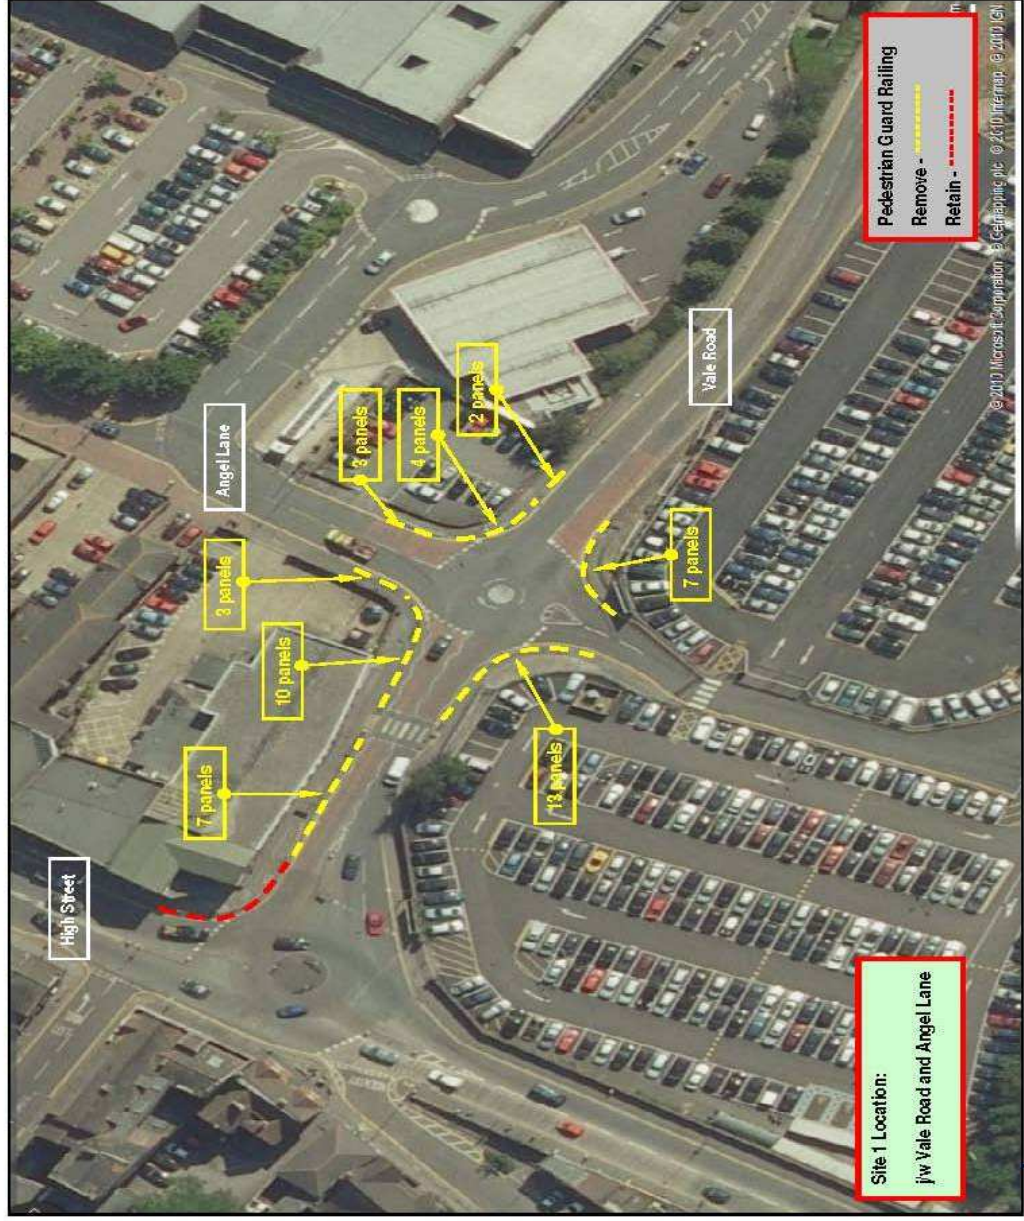 High Street
Angel Lane
Vale Road
7 panels
10 panels
3 panels
3 panels
4 panels
2 panels
13 panels
7 panels
Site 1 Location:
j/w Vale Road and Angel Lane
Pedestrian Guard Railing
Remove -
Retain -
© 2010 Microsoft Corporation © Getmapping plc © 2010 Intermap © 2010 IGN